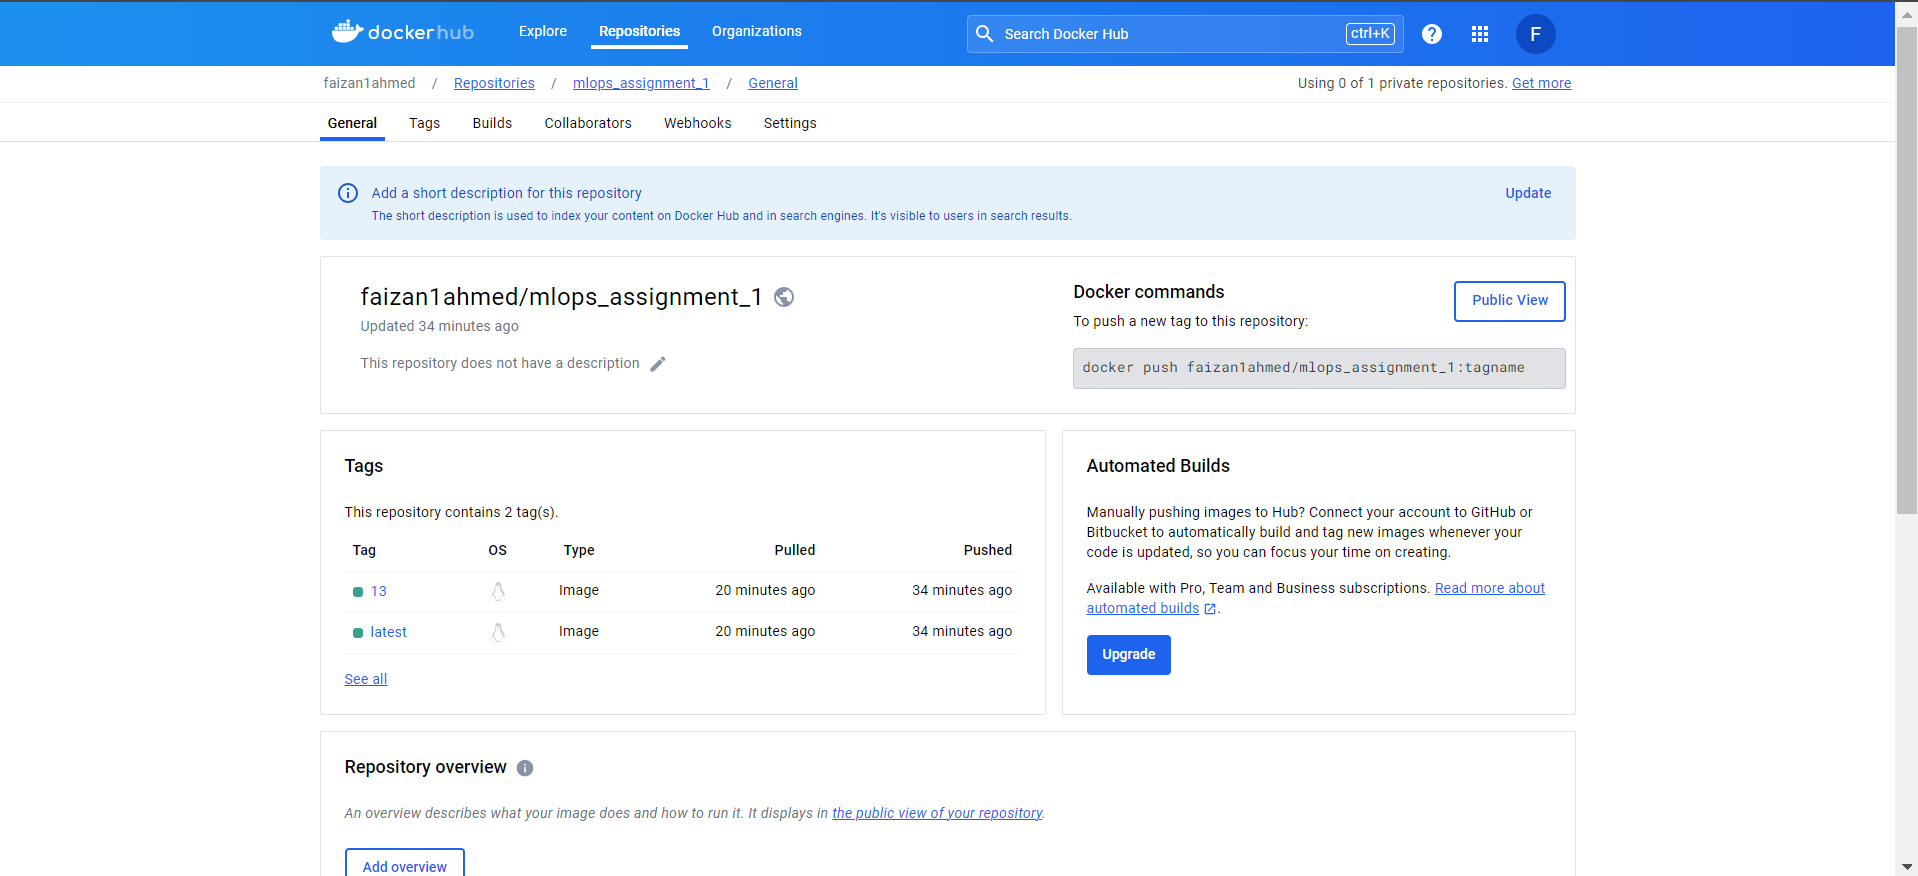 dockerhub Explore Repositories Organizations Search Docker Hub ctrl+K ? F
faizan1ahmed / Repositories / mlops_assignment_1 / General Using 0 of 1 private repositories. Get more
General Tags Builds Collaborators Webhooks Settings
Add a short description for this repository Update
The short description is used to index your content on Docker Hub and in search engines. It's visible to users in search results.
faizan1ahmed/mlops_assignment_1
Updated 34 minutes ago
This repository does not have a description
Docker commands
Public View
To push a new tag to this repository:
docker push faizan1ahmed/mlops_assignment_1:tagname
Tags
This repository contains 2 tag(s).
Tag OS Type Pulled Pushed
13 Image 20 minutes ago 34 minutes ago
latest Image 20 minutes ago 34 minutes ago
See all
Automated Builds
Manually pushing images to Hub? Connect your account to GitHub or
Bitbucket to automatically build and tag new images whenever your
code is updated, so you can focus your time on creating.
Available with Pro, Team and Business subscriptions. Read more about
automated builds .
Upgrade
Repository overview
An overview describes what your image does and how to run it. It displays in the public view of your repository.
Add overview